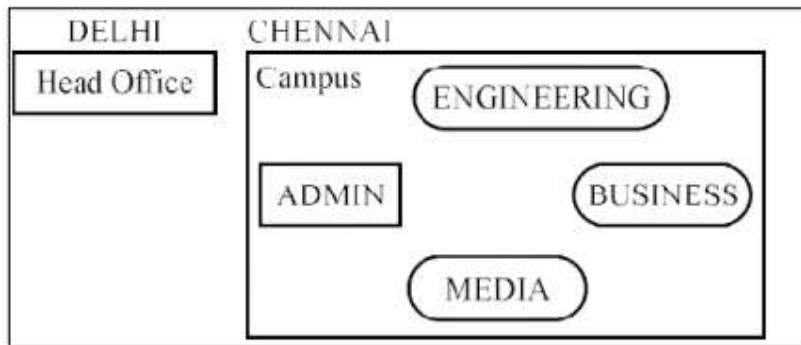 DELHI CHENNAI
Head Office
Campus
ENGINEERING
ADMIN
BUSINESS
MEDIA